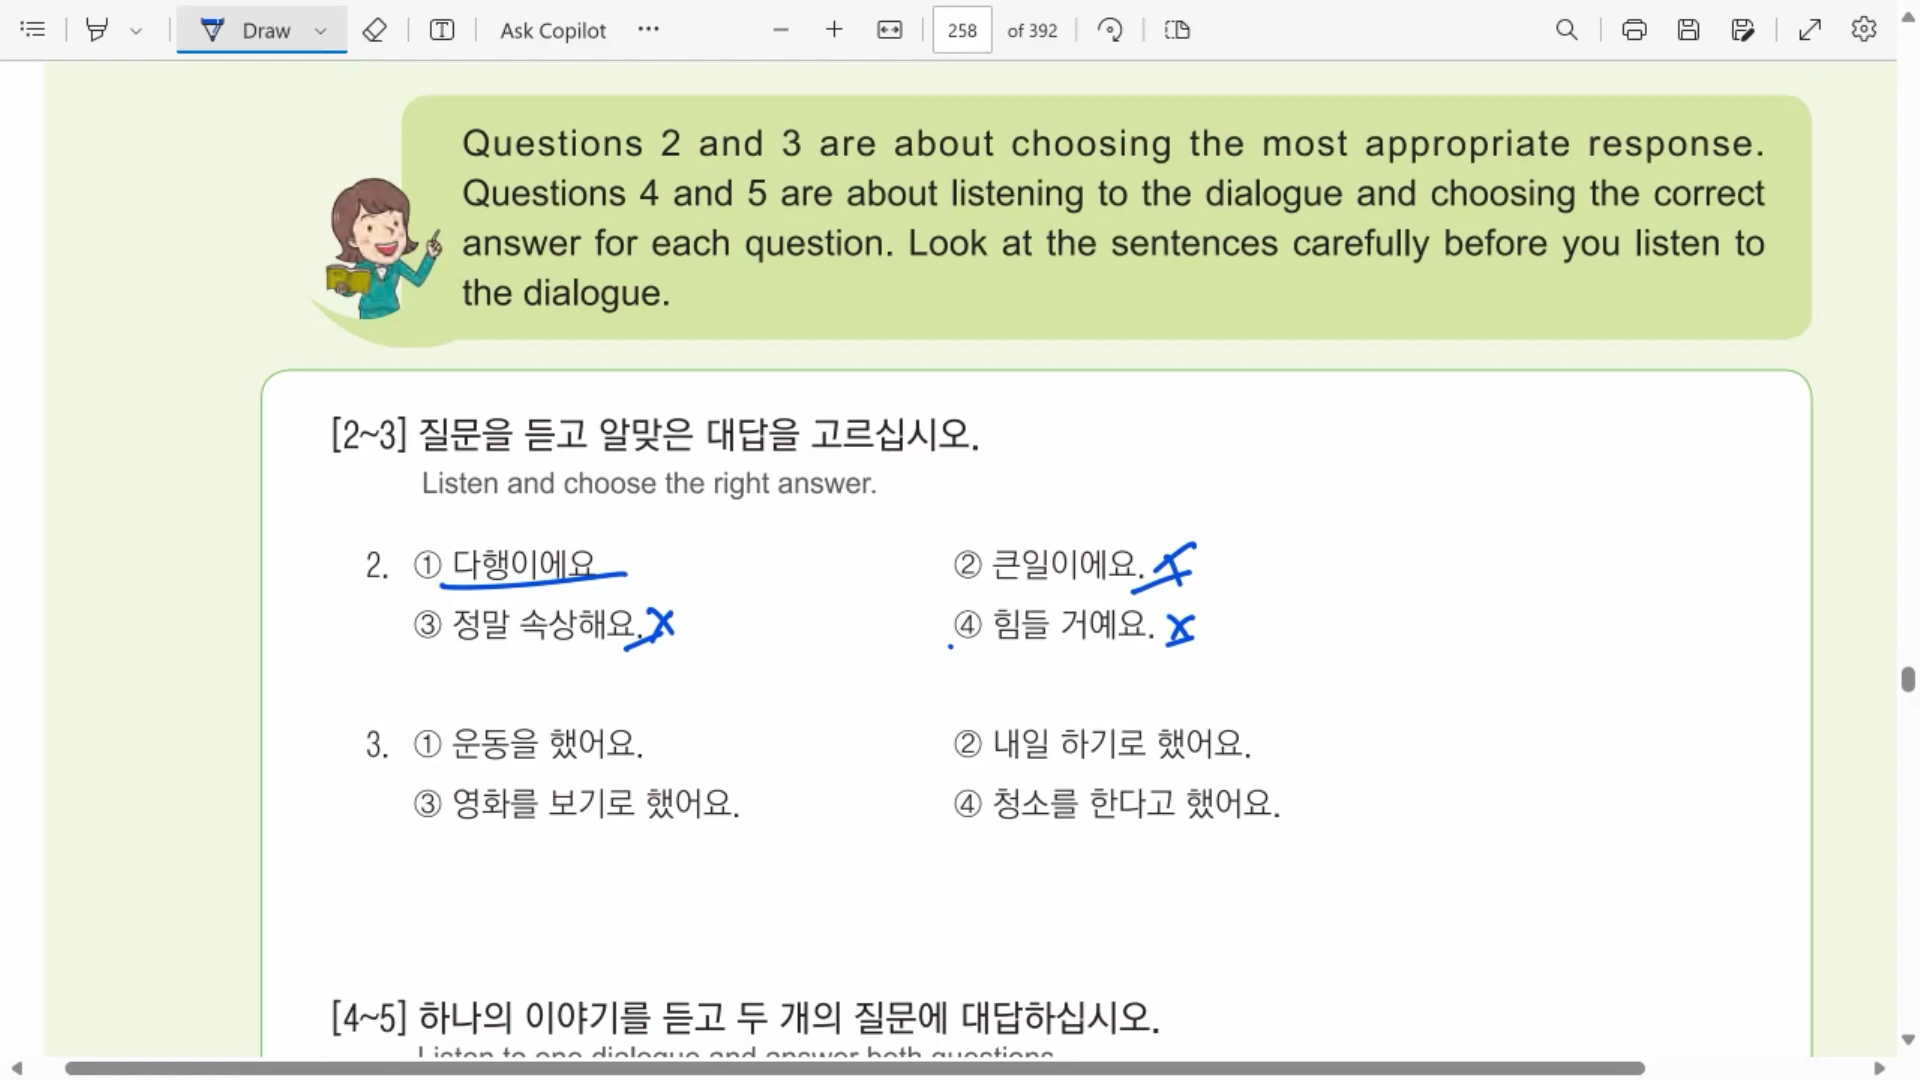 Draw
Ask Copilot
258 of 392
Questions 2 and 3 are about choosing the most appropriate response.
Questions 4 and 5 are about listening to the dialogue and choosing the correct
answer for each question. Look at the sentences carefully before you listen to
the dialogue.
[2~3] 질문을 듣고 알맞은 대답을 고르십시오.
Listen and choose the right answer.
2. ① 다행이에요 ② 큰일이에요.
③ 정말 속상해요. ④ 힘들 거예요.
3. ① 운동을 했어요. ② 내일 하기로 했어요.
③ 영화를 보기로 했어요. ④ 청소를 한다고 했어요.
[4~5] 하나의 이야기를 듣고 두 개의 질문에 대답하십시오.
Listen to one dialogue and answer both questions.